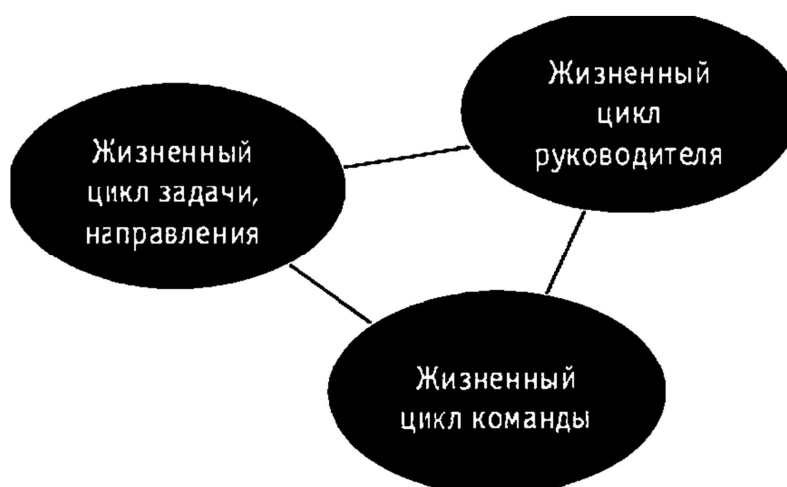 Жизненный
цикл
руководителя
Жизненный
цикл задачи,
направления
Жизненный
цикл команды